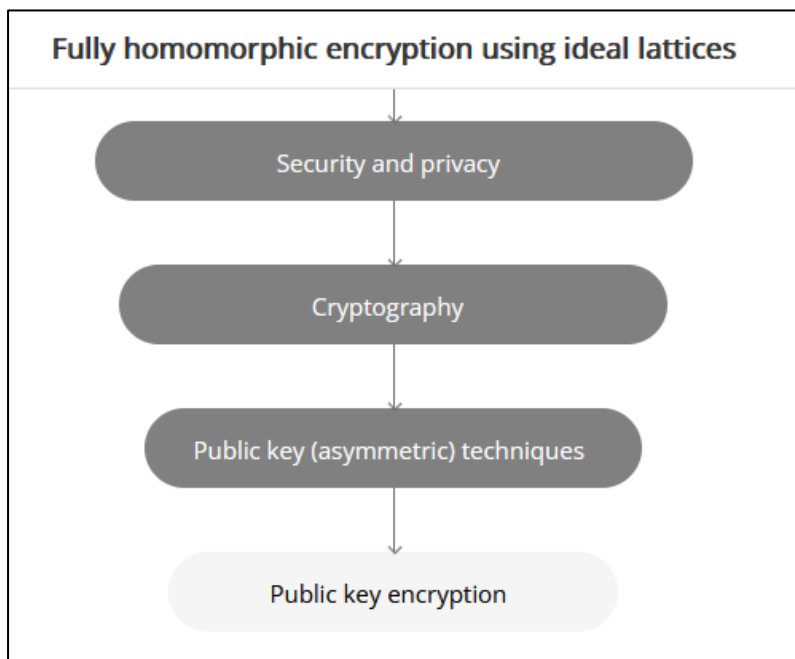 Fully homomorphic encryption using ideal lattices
Security and privacy
Cryptography
Public key (asymmetric) techniques
Public key encryption